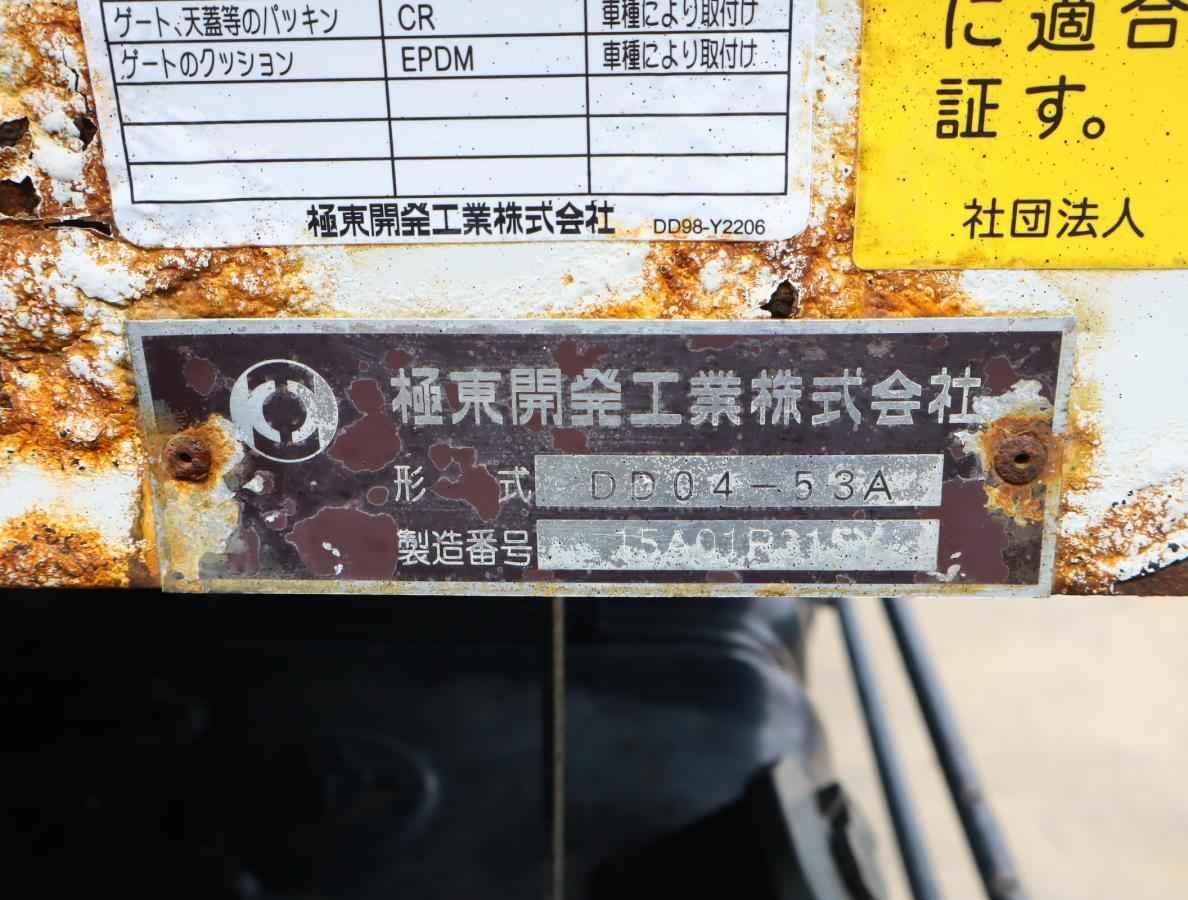 ゲート、天蓋等のパッキン CR 車種により取付け
ゲートのクッション EPDM 車種により取付け
極東開発工業株式会社 DD98-Y2206
に適合
証す。
社団法人
極東開発工業株式会社
形式 DD04-53A
製造番号